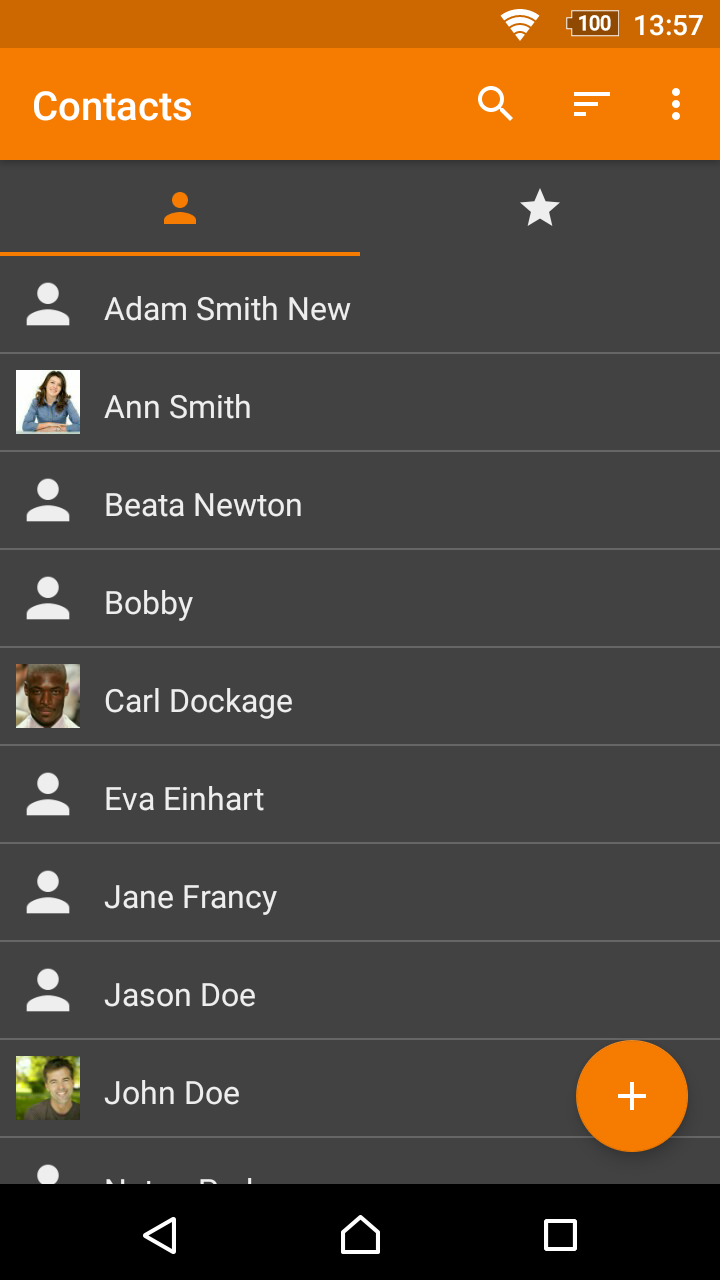 100 13:57
Contacts
Adam Smith New
Ann Smith
Beata Newton
Bobby
Carl Dockage
Eva Einhart
Jane Francy
Jason Doe
John Doe